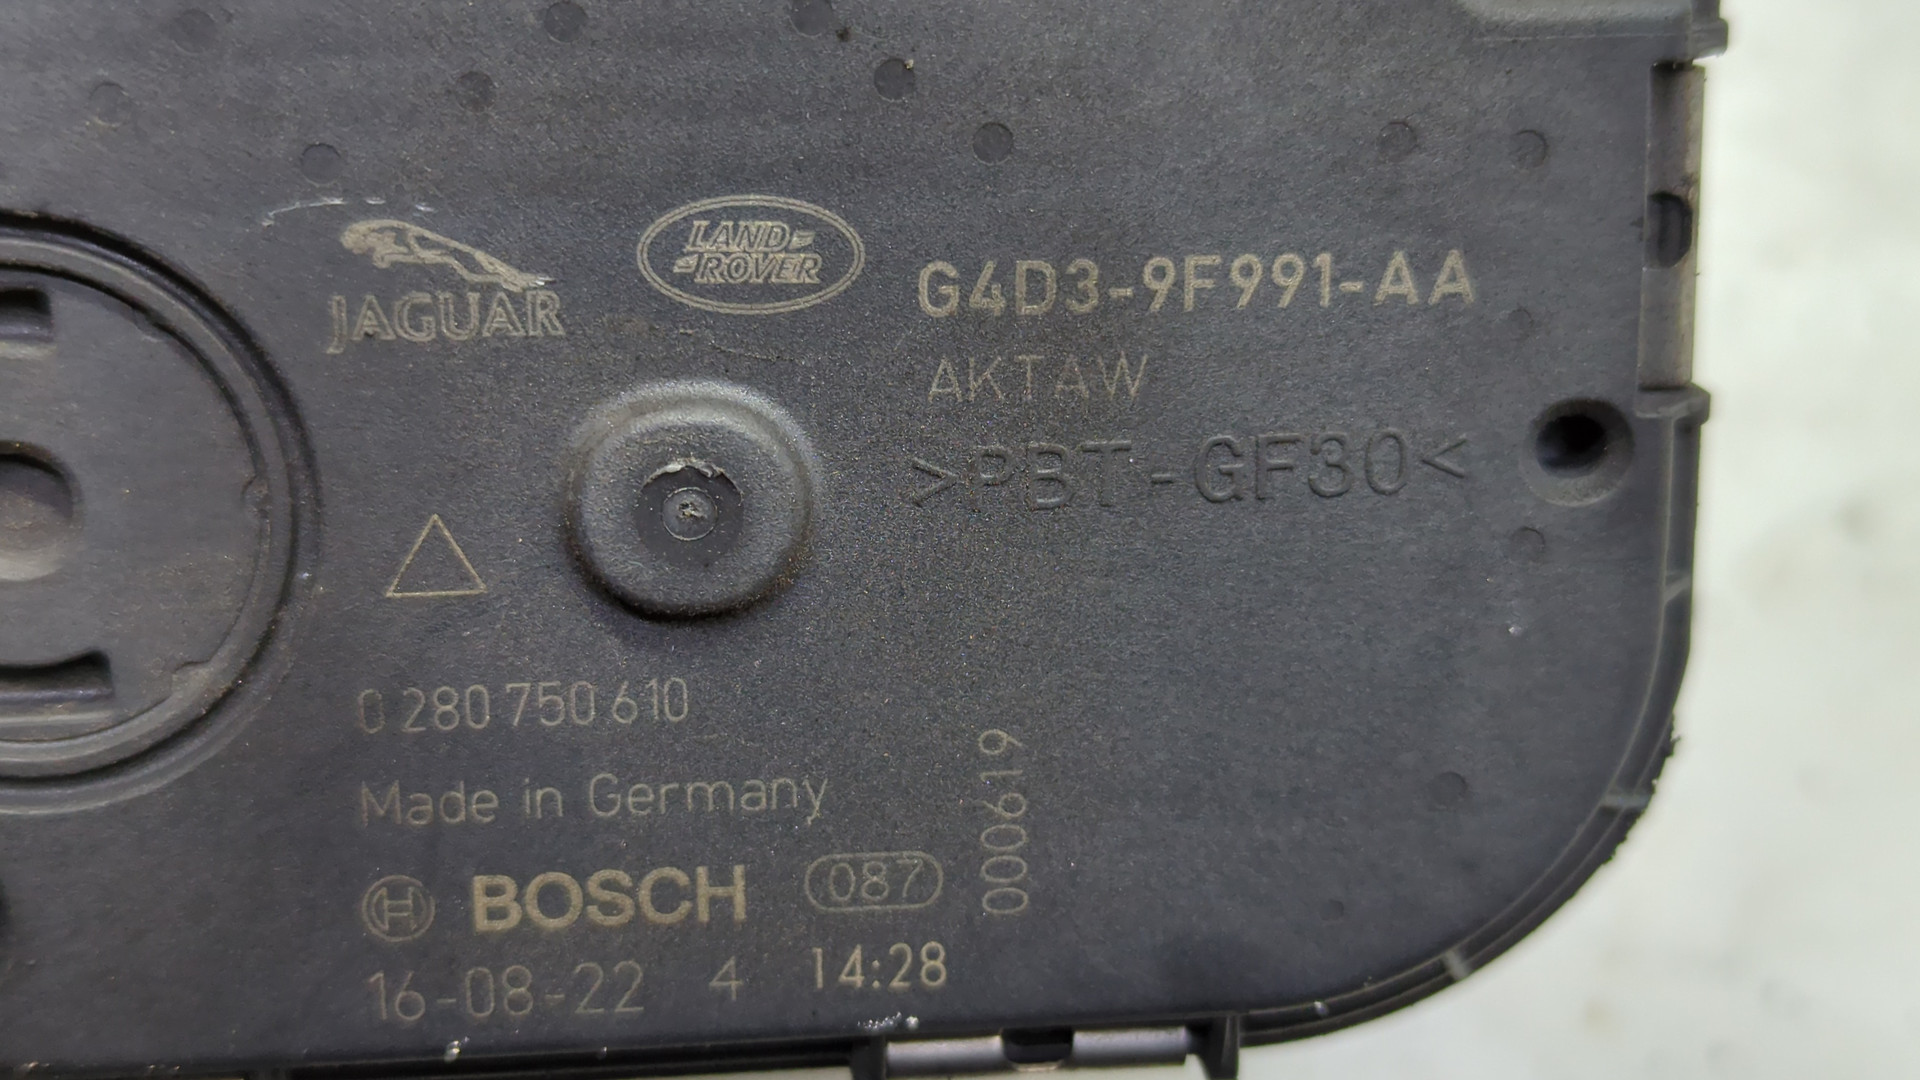 JAGUAR
LAND-
-ROVER
G4D3-9F991-AA
AKTAW
>PBT-GF30<
0 280 750 610
Made in Germany
000619
H BOSCH 087
16-08-22 4 14:28